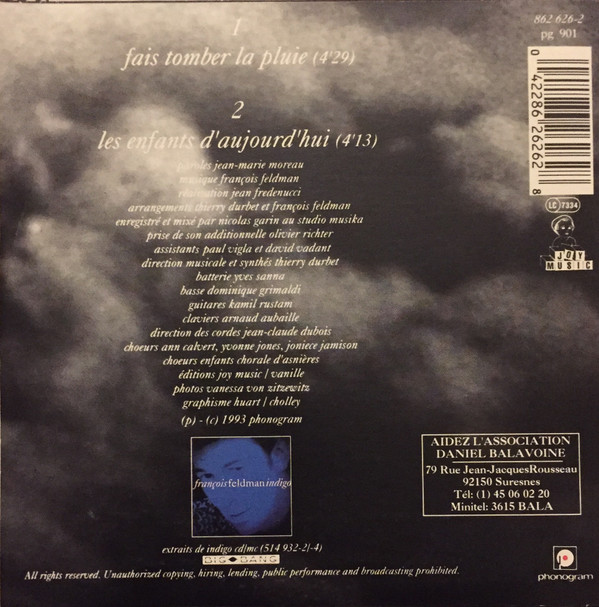 862 626-2
pg 901
1
fais tomber la pluie (4'29)
2
les enfants d'aujourd'hui (4'13)
paroles jean-marie moreau
musique françois feldman
réalisation jean fredenucci
arrangements thierry durbet et françois feldman
enregistré et mixé par nicolas garin au studio musika
prise de son additionnelle olivier richter
assistants paul vigla et david vadant
direction musicale et synthés thierry durbet
batterie yves sanna
basse dominique grimaldi
guitares kamil rustam
claviers arnaud aubaille
direction des cordes jean-claude dubois
choeurs ann calvert, yvonne jones, joniece jamison
choeurs enfants chorale d'asnières
éditions joy music | vanille
photos vanessa von zitzewitz
graphisme huart | cholley
(p) - (c) 1993 phonogram
françois feldman indigo
extraits de indigo cd/mc (514 932-2/-4)
BIG BANG
All rights reserved. Unauthorized copying, hiring, lending, public performance and broadcasting prohibited.
0 42286 26262 8
LC 7334
JOY
MUSIC
AIDEZ L'ASSOCIATION
DANIEL BALAVOINE
79 Rue Jean-JacquesRousseau
92150 Suresnes
Tél: (1) 45 06 02 20
Minitel: 3615 BALA
phonogram